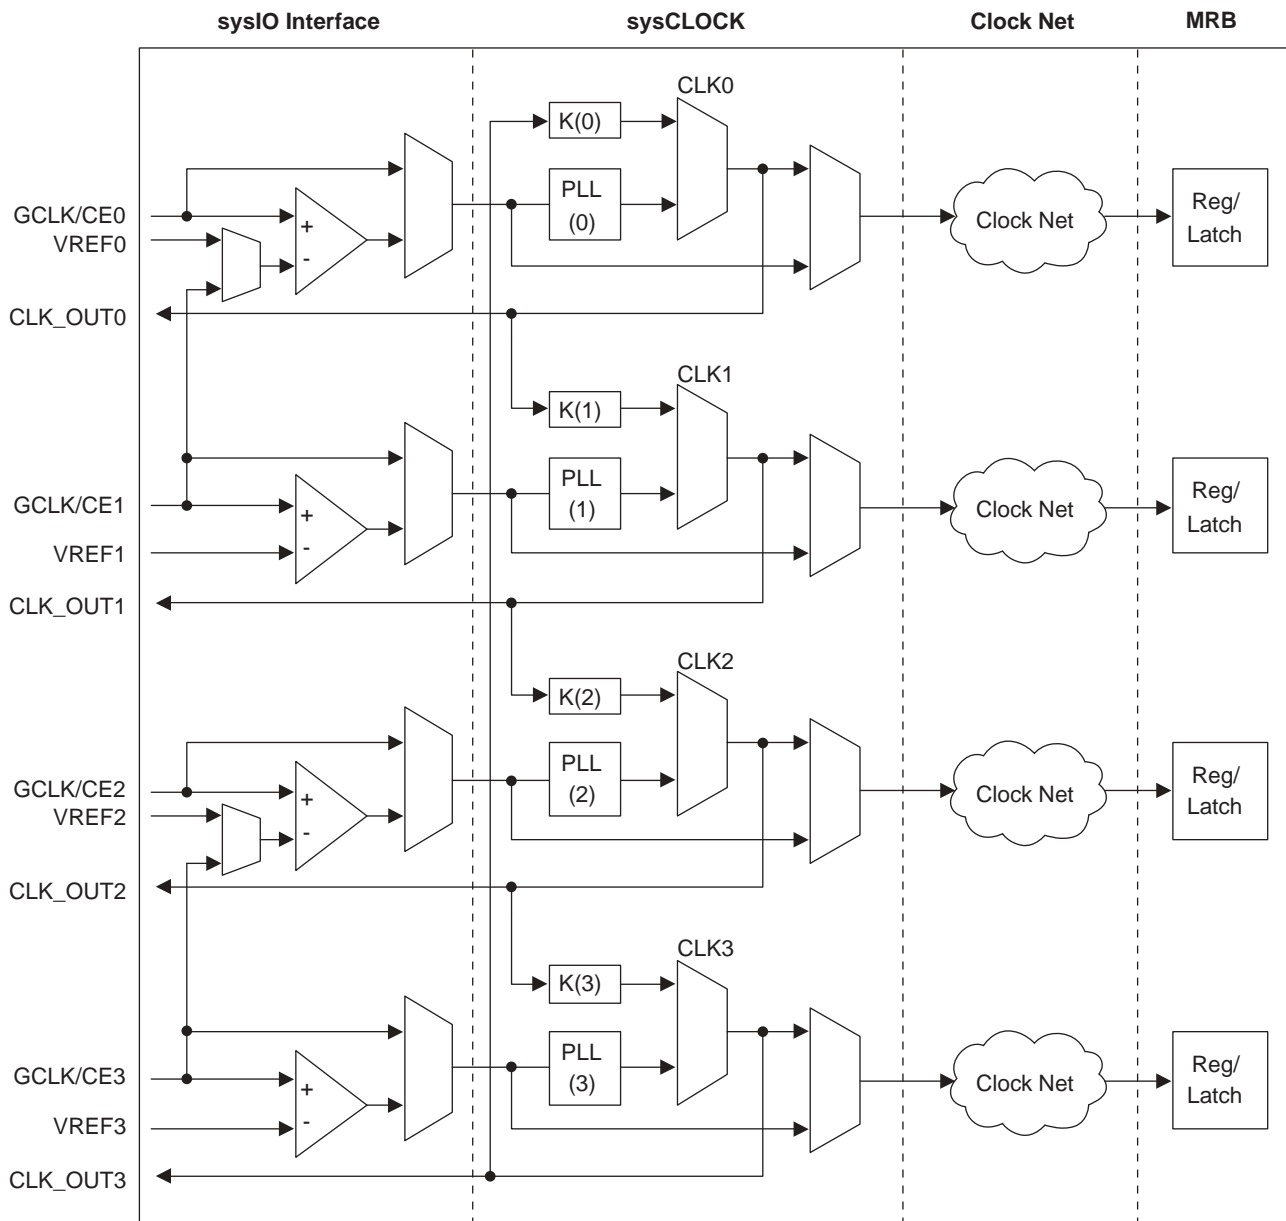 sysIO Interface
sysCLOCK
Clock Net
MRB
CLK0
K(0)
PLL
(0)
GCLK/CE0
VREF0
+
-
CLK_OUT0
Clock Net
Reg/
Latch
CLK1
K(1)
PLL
(1)
GCLK/CE1
VREF1
+
-
CLK_OUT1
Clock Net
Reg/
Latch
CLK2
K(2)
PLL
(2)
GCLK/CE2
VREF2
+
-
CLK_OUT2
Clock Net
Reg/
Latch
CLK3
K(3)
PLL
(3)
GCLK/CE3
VREF3
+
-
CLK_OUT3
Clock Net
Reg/
Latch